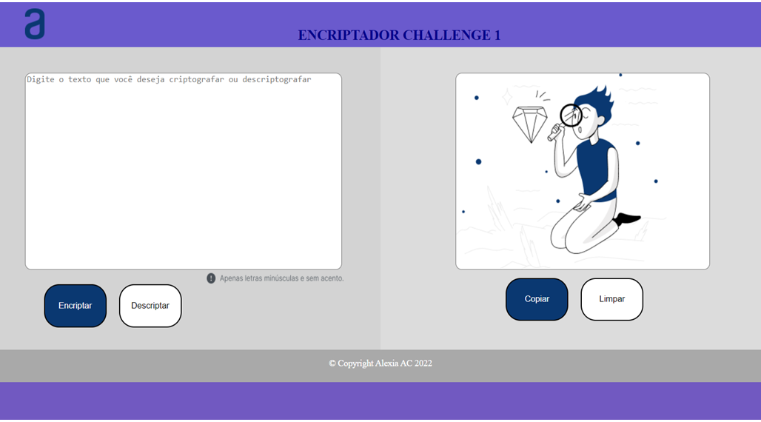 a
ENCRIPTADOR CHALLENGE 1
Digite o texto que você deseja criptografar ou descriptografar
! Apenas letras minúsculas e sem acento.
Encriptar
Descriptar
Copiar
Limpar
© Copyright Alexia AC 2022